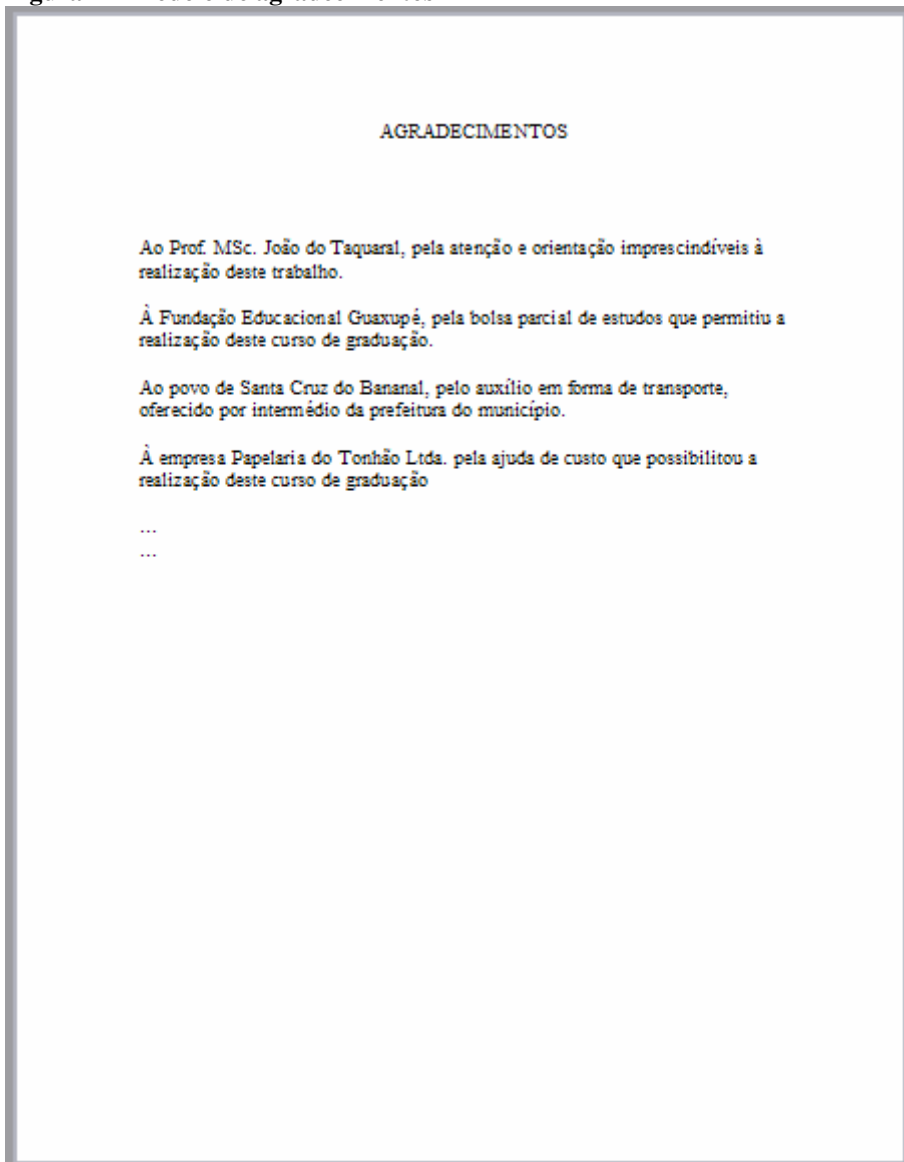 AGRADECIMENTOS
Ao Prof. MSc. João do Taquaral, pela atenção e orientação imprescindíveis à
realização deste trabalho.
À Fundação Educacional Guaxupé, pela bolsa parcial de estudos que permitiu a
realização deste curso de graduação.
Ao povo de Santa Cruz do Bananal, pelo auxílio em forma de transporte,
oferecido por intermédio da prefeitura do município.
À empresa Papelaria do Tonhão Ltda. pela ajuda de custo que possibilitou a
realização deste curso de graduação
...
...